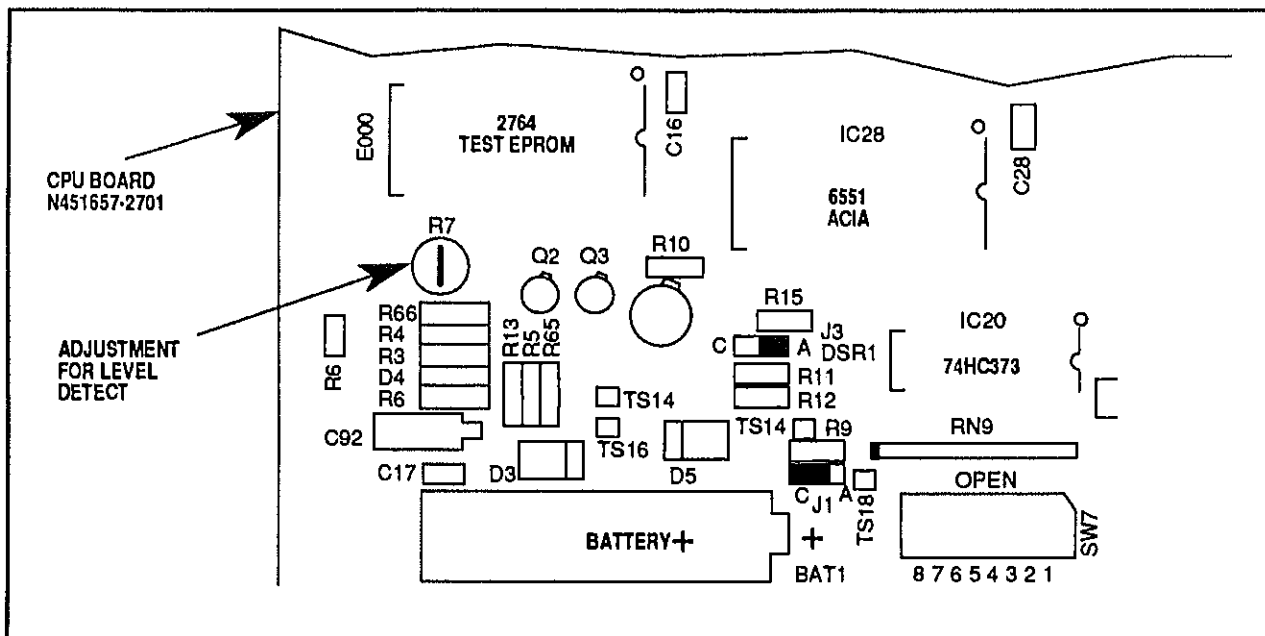 CPU BOARD
N451657-2701
E000
2764
TEST EPROM
C16
IC28
6551
ACIA
C28
R7
Q2
Q3
R10
ADJUSTMENT
FOR LEVEL
DETECT
R6
R66
R4
R3
D4
R6
R13
R5
R65
R15
J3
C
A
DSR1
R11
R12
IC20
74HC373
TS14
TS16
TS14
R9
RN9
C92
C17
D3
D5
C
J1
A
TS18
OPEN
SW7
BATTERY+
+
BAT1
8 7 6 5 4 3 2 1